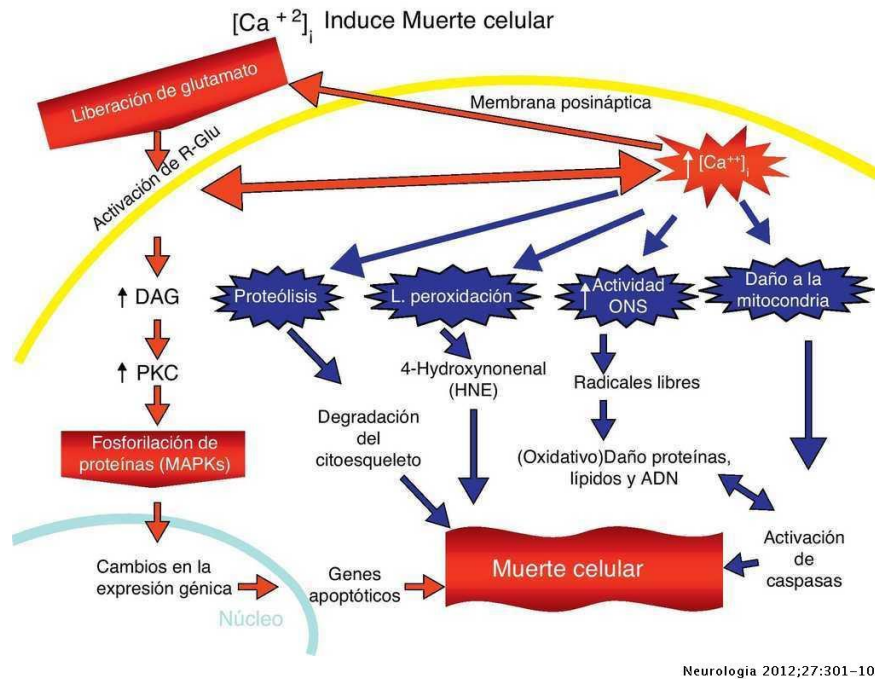 [Ca +2]i Induce Muerte celular
Liberación de glutamato
Membrana posináptica
Activación de R-Glu
↑ [Ca++]i
↑ DAG
Proteólisis
L. peroxidación
↑ Actividad
ONS
Daño a la
mitocondria
↑ PKC
4-Hydroxynonenal
(HNE)
Radicales libres
Degradación
del
citoesqueleto
Fosforilación de
proteínas (MAPKs)
(Oxidativo)Daño proteínas,
lípidos y ADN
Cambios en la
expresión génica
Núcleo
Genes
apoptóticos
Muerte celular
Activación
de
caspasas
Neurologia 2012;27:301–10